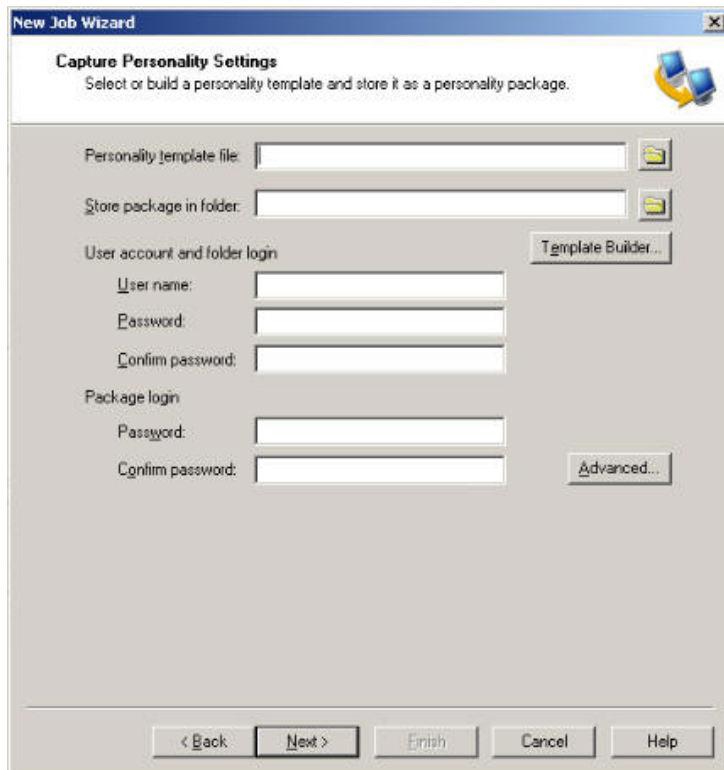 New Job Wizard
Capture Personality Settings
Select or build a personality template and store it as a personality package.
Personality template file:
Store package in folder:
User account and folder login
Template Builder...
User name:
Password:
Confirm password:
Package login
Password:
Confirm password:
Advanced...
< Back Next > Finish Cancel Help